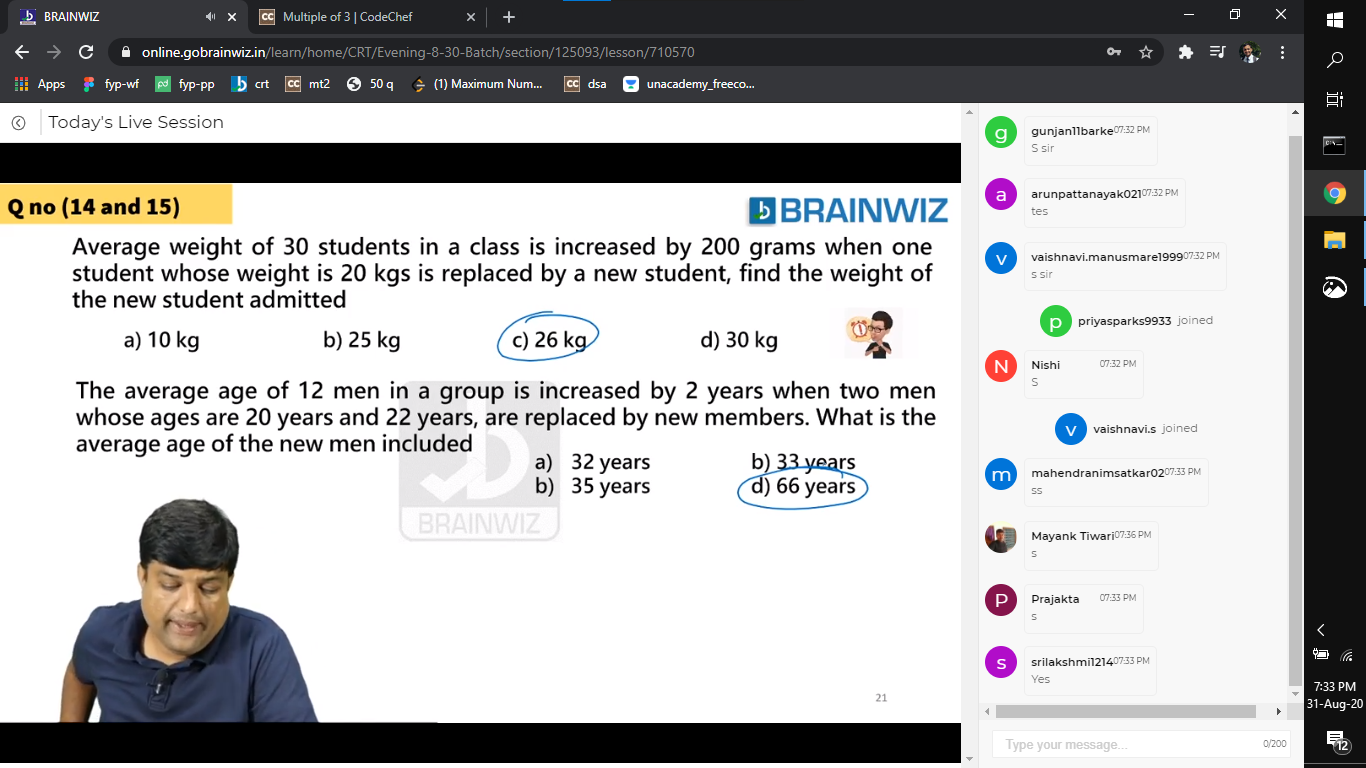 BRAINWIZ
Multiple of 3 | CodeChef
online.gobrainwiz.in/learn/home/CRT/Evening-8-30-Batch/section/125093/lesson/710570
Apps fyp-wf fyp-pp crt mt2 50 q (1) Maximum Num... dsa unacademy_freeco...
Today's Live Session
Q no (14 and 15)
BRAINWIZ
Average weight of 30 students in a class is increased by 200 grams when one
student whose weight is 20 kgs is replaced by a new student, find the weight of
the new student admitted
a) 10 kg b) 25 kg c) 26 kg d) 30 kg
The average age of 12 men in a group is increased by 2 years when two men
whose ages are 20 years and 22 years, are replaced by new members. What is the
average age of the new men included
a) 32 years b) 33 years
b) 35 years d) 66 years
BRAINWIZ
21
g
gunjan11barke 07:32 PM
S sir
a
arunpattanayak021 07:32 PM
tes
v
vaishnavi.manusmare1999 07:32 PM
s sir
p
priyasparks9933 joined
N
Nishi 07:32 PM
S
v
vaishnavi.s joined
m
mahendranimsatkar02 07:33 PM
ss
Mayank Tiwari 07:36 PM
s
P
Prajakta 07:33 PM
s
s
srilakshmi1214 07:33 PM
Yes
Type your message...
0/200
7:33 PM
31-Aug-20
12